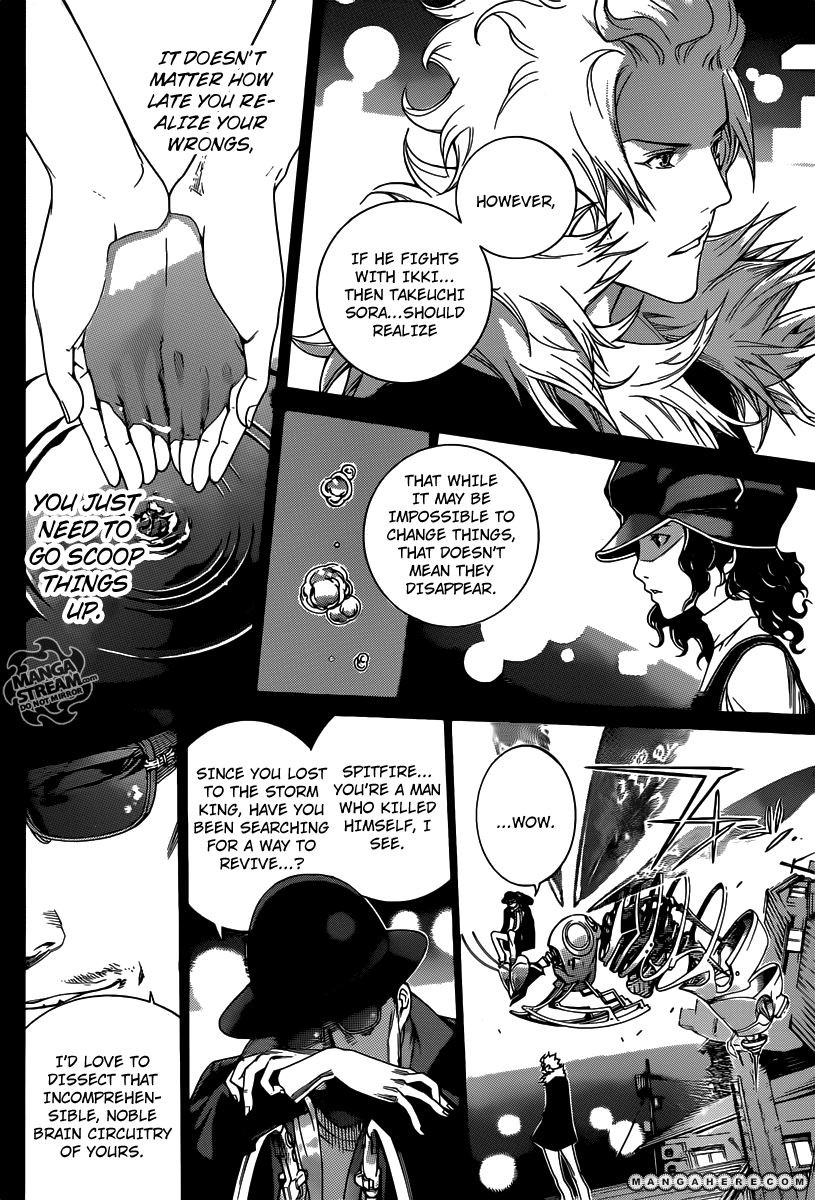 HOWEVER,
IF HE FIGHTS
WITH IKKI...
THEN TAKEUCHI
SORA...SHOULD
REALIZE
IT DOESN'T
MATTER HOW
LATE YOU RE-
ALIZE YOUR
WRONGS,
YOU JUST
NEED TO
GO SCOOP
THINGS
UP.
THAT WHILE
IT MAY BE
IMPOSSIBLE TO
CHANGE THINGS,
THAT DOESN'T
MEAN THEY
DISAPPEAR.
MANGA
STREAM.com
DO NOT MIRROR
...WOW.
SPITFIRE...
YOU'RE A MAN
WHO KILLED
HIMSELF, I
SEE.
SINCE YOU LOST
TO THE STORM
KING, HAVE YOU
BEEN SEARCHING
FOR A WAY TO
REVIVE...?
I'D LOVE TO
DISSECT THAT
INCOMPREHEN-
SIBLE, NOBLE
BRAIN CIRCUITRY
OF YOURS.
MANGAHERE.COM